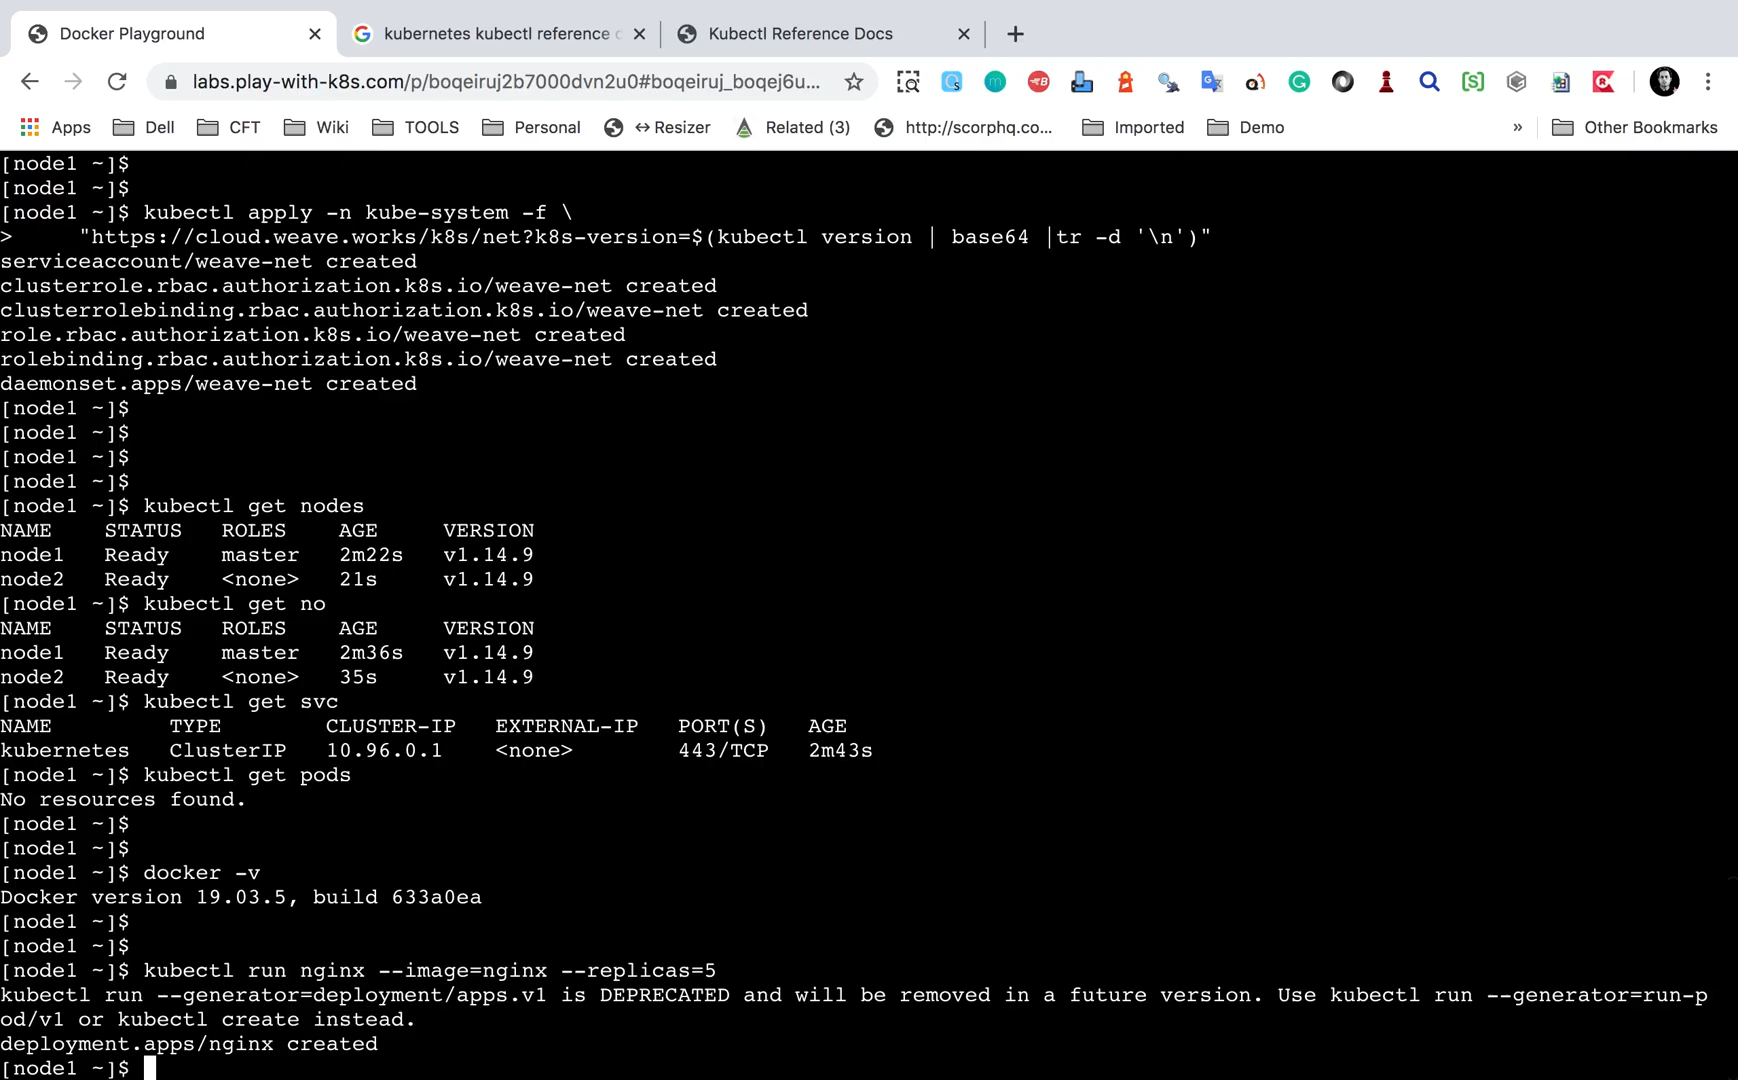 Docker Playground
kubernetes kubectl reference
Kubectl Reference Docs
labs.play-with-k8s.com/p/boqeiruj2b7000dvn2u0#boqeiruj_boqej6u...
Apps
Dell
CFT
Wiki
TOOLS
Personal
↔Resizer
Related (3)
http://scorphq.co...
Imported
Demo
»
Other Bookmarks
[node1 ~]$
[node1 ~]$
[node1 ~]$ kubectl apply -n kube-system -f \
>     "https://cloud.weave.works/k8s/net?k8s-version=$(kubectl version | base64 |tr -d '\n')"
serviceaccount/weave-net created
clusterrole.rbac.authorization.k8s.io/weave-net created
clusterrolebinding.rbac.authorization.k8s.io/weave-net created
role.rbac.authorization.k8s.io/weave-net created
rolebinding.rbac.authorization.k8s.io/weave-net created
daemonset.apps/weave-net created
[node1 ~]$
[node1 ~]$
[node1 ~]$
[node1 ~]$
[node1 ~]$ kubectl get nodes
NAME    STATUS   ROLES    AGE     VERSION
node1   Ready    master   2m22s   v1.14.9
node2   Ready    <none>   21s     v1.14.9
[node1 ~]$ kubectl get no
NAME    STATUS   ROLES    AGE     VERSION
node1   Ready    master   2m36s   v1.14.9
node2   Ready    <none>   35s     v1.14.9
[node1 ~]$ kubectl get svc
NAME         TYPE        CLUSTER-IP   EXTERNAL-IP   PORT(S)   AGE
kubernetes   ClusterIP   10.96.0.1    <none>        443/TCP   2m43s
[node1 ~]$ kubectl get pods
No resources found.
[node1 ~]$
[node1 ~]$
[node1 ~]$ docker -v
Docker version 19.03.5, build 633a0ea
[node1 ~]$
[node1 ~]$
[node1 ~]$ kubectl run nginx --image=nginx --replicas=5
kubectl run --generator=deployment/apps.v1 is DEPRECATED and will be removed in a future version. Use kubectl run --generator=run-p
od/v1 or kubectl create instead.
deployment.apps/nginx created
[node1 ~]$